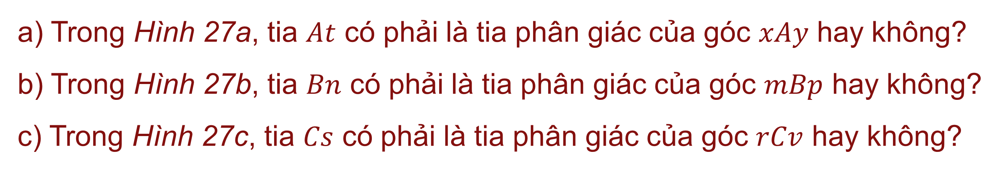 a) Trong Hình 27a, tia At có phải là tia phân giác của góc xAy hay không?
b) Trong Hình 27b, tia Bn có phải là tia phân giác của góc mBp hay không?
c) Trong Hình 27c, tia Cs có phải là tia phân giác của góc rCv hay không?